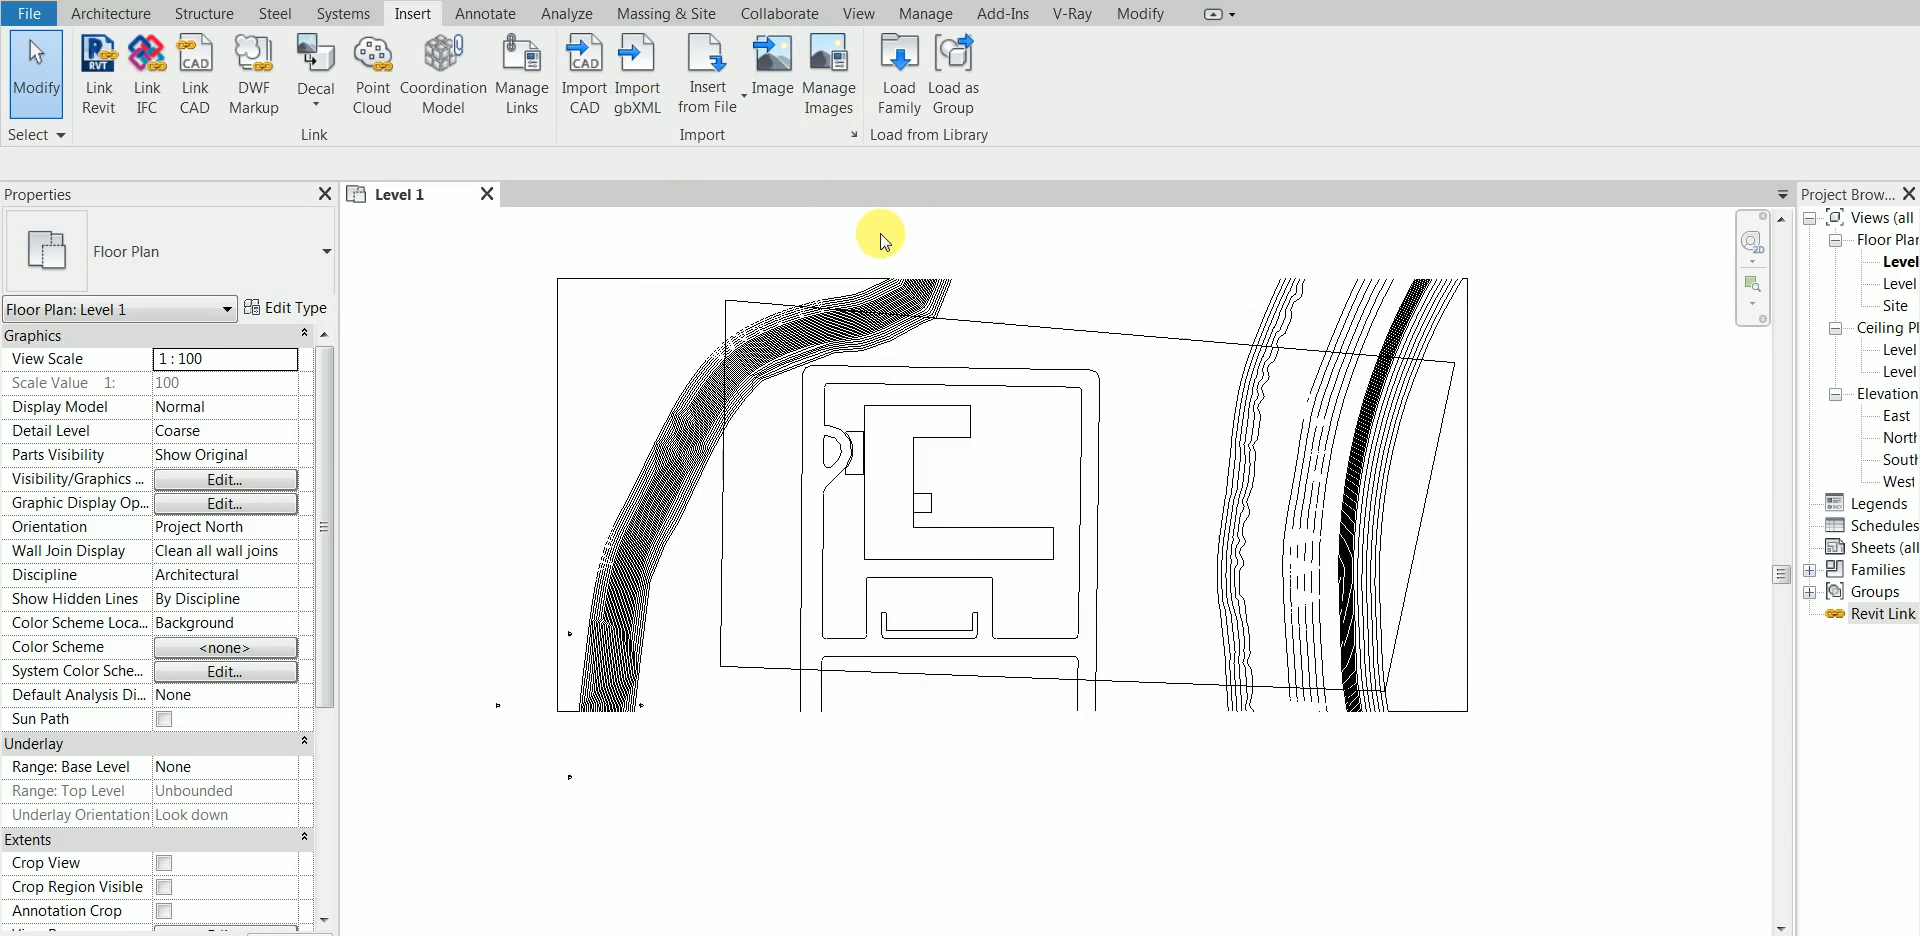 File Architecture Structure Steel Systems Insert Annotate Analyze Massing & Site Collaborate View Manage Add-Ins V-Ray Modify
Modify
RVT
Link Revit
Link IFC
CAD
Link CAD
DWF Markup
Decal
Point Cloud
Coordination Model
Manage Links
CAD
Import CAD
Import gbXML
Insert from File
Image
Manage Images
Load Family
Load as Group
Select Link Import Load from Library
Properties
Level 1
Project Brow...
Floor Plan
Floor Plan: Level 1 Edit Type
Graphics
View Scale 1 : 100
Scale Value 1: 100
Display Model Normal
Detail Level Coarse
Parts Visibility Show Original
Visibility/Graphics ... Edit...
Graphic Display Op... Edit...
Orientation Project North
Wall Join Display Clean all wall joins
Discipline Architectural
Show Hidden Lines By Discipline
Color Scheme Loca... Background
Color Scheme <none>
System Color Sche... Edit...
Default Analysis Di... None
Sun Path
Underlay
Range: Base Level None
Range: Top Level Unbounded
Underlay Orientation Look down
Extents
Crop View
Crop Region Visible
Annotation Crop
2D
Views (all
Floor Plan
Level
Level
Site
Ceiling Pl
Level
Level
Elevation
East
North
South
West
Legends
Schedules
Sheets (all
Families
Groups
Revit Link